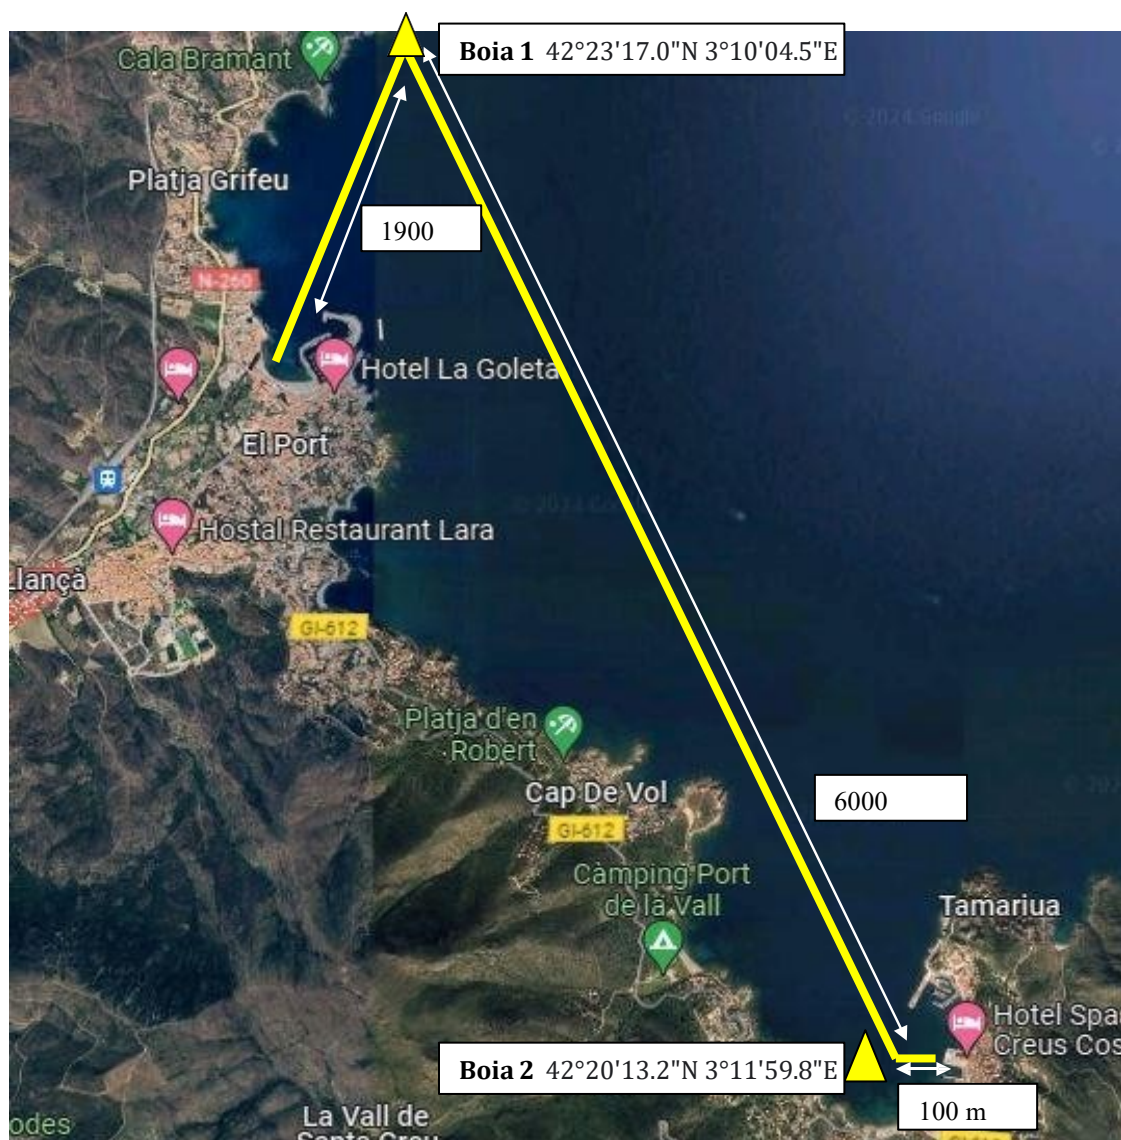 Boia 1 42°23'17.0"N 3°10'04.5"E
Cala Bramant
© 2024 Google
Platja Grifeu
1900
N-260
Hotel La Goleta
El Port
Hostal Restaurant Lara
Llançà
GI-612
Platja d'en
Robert
Cap De Vol
6000
GI-612
Càmping Port
de la Vall
Tamariua
Hotel Spa
Creus Cos
Boia 2 42°20'13.2"N 3°11'59.8"E
100 m
odes
La Vall de